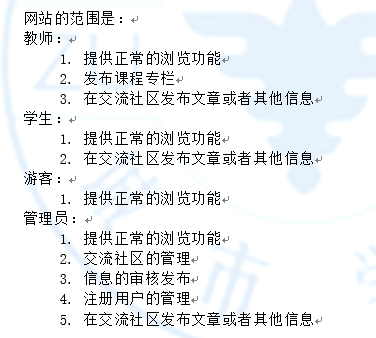 网站的范围是：
教师：
1. 提供正常的浏览功能
2. 发布课程专栏
3. 在交流社区发布文章或者其他信息
学生：
1. 提供正常的浏览功能
2. 在交流社区发布文章或者其他信息
游客：
1. 提供正常的浏览功能
管理员：
1. 提供正常的浏览功能
2. 交流社区的管理
3. 信息的审核发布
4. 注册用户的管理
5. 在交流社区发布文章或者其他信息